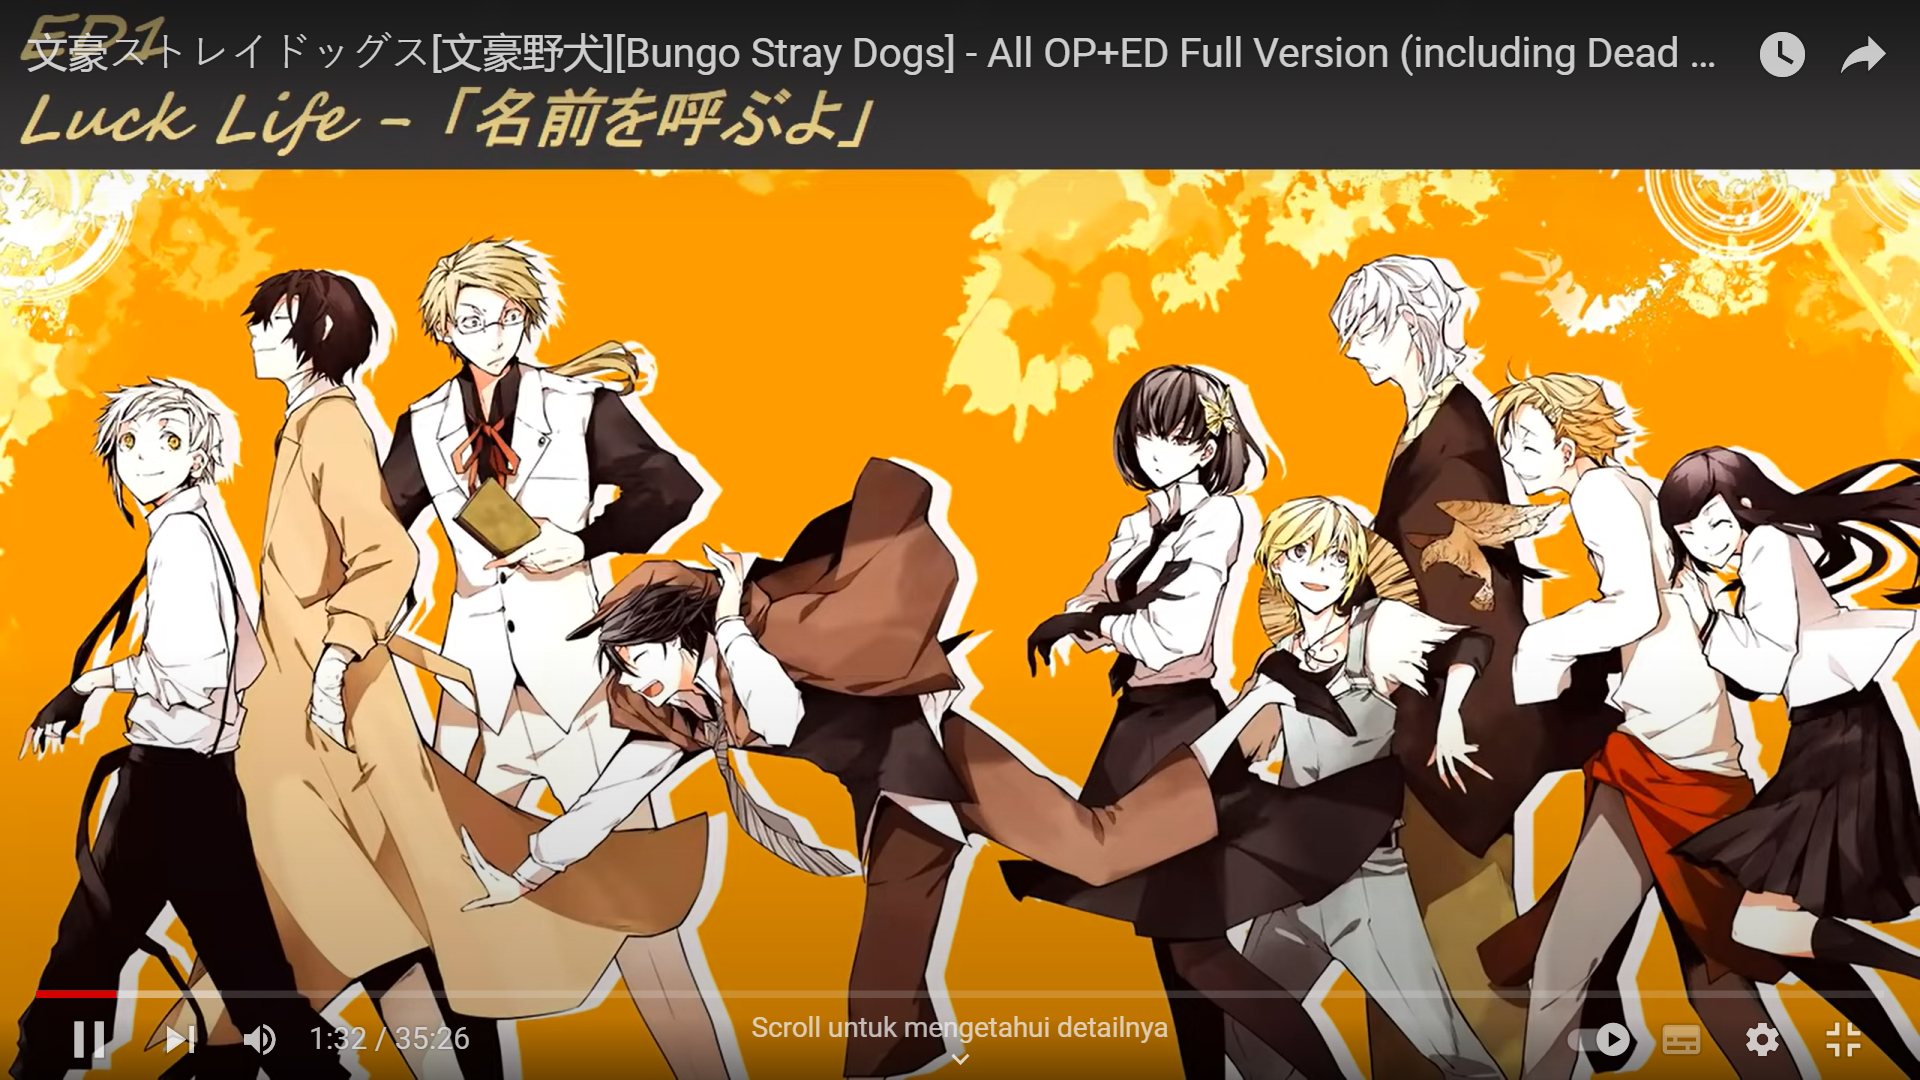 ED1
文豪ストレイドッグス[文豪野犬][Bungo Stray Dogs] - All OP+ED Full Version (including Dead ...
Luck Life -「名前を呼ぶよ」
1:32 / 35:26
Scroll untuk mengetahui detailnya